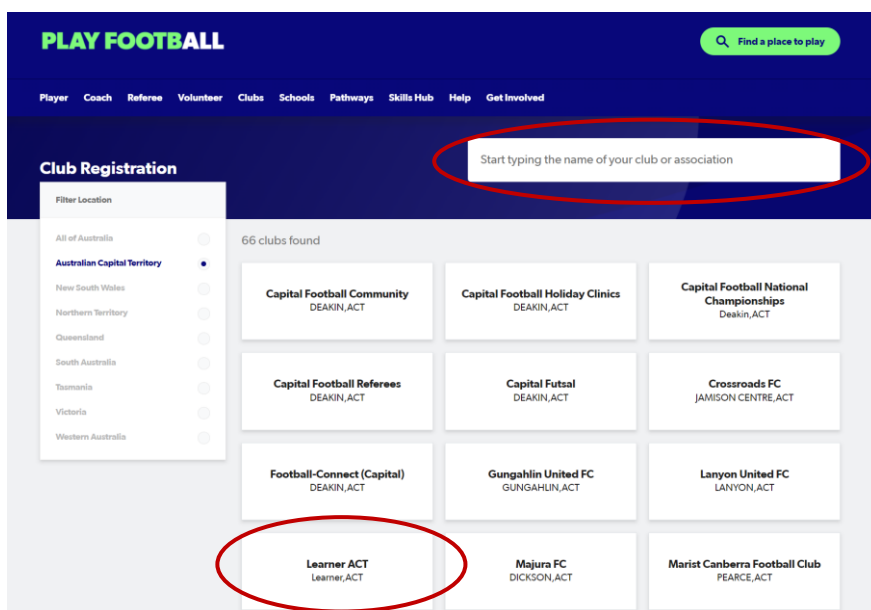 PLAY FOOTBALL
Find a place to play
Player Coach Referee Volunteer Clubs Schools Pathways Skills Hub Help Get Involved
Start typing the name of your club or association
Club Registration
Filter Location
All of Australia
Australian Capital Territory
New South Wales
Northern Territory
Queensland
South Australia
Tasmania
Victoria
Western Australia
66 clubs found
Capital Football Community
DEAKIN,ACT
Capital Football Holiday Clinics
DEAKIN,ACT
Capital Football National
Championships
Deakin,ACT
Capital Football Referees
DEAKIN,ACT
Capital Futsal
DEAKIN,ACT
Crossroads FC
JAMISON CENTRE,ACT
Football-Connect (Capital)
DEAKIN,ACT
Gungahlin United FC
GUNGAHLIN,ACT
Lanyon United FC
LANYON,ACT
Learner ACT
Learner,ACT
Majura FC
DICKSON,ACT
Marist Canberra Football Club
PEARCE,ACT